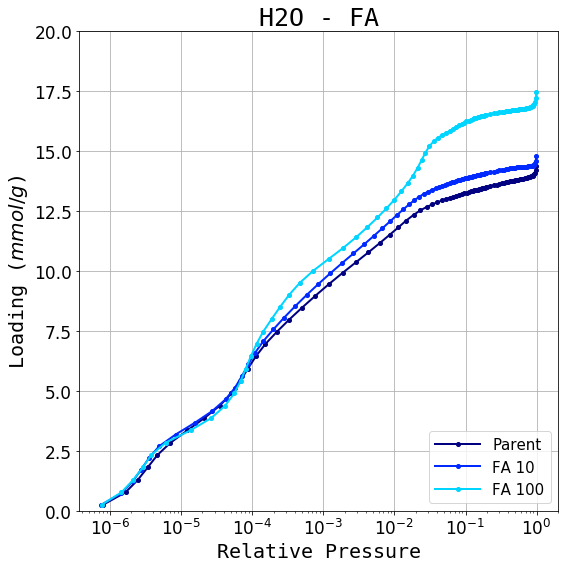 H2O - FA
20.0
17.5
15.0
12.5
10.0
7.5
5.0
2.5
0.0
Loading (mmol/g)
Parent
FA 10
FA 100
10⁻⁶ 10⁻⁵ 10⁻⁴ 10⁻³ 10⁻² 10⁻¹ 10⁰
Relative Pressure